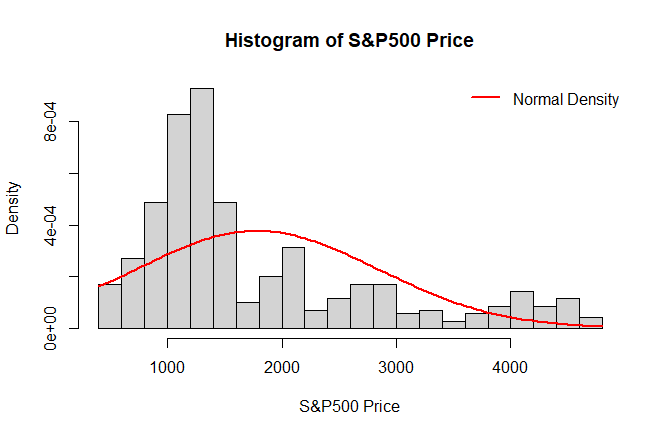 Histogram of S&P500 Price
Normal Density
Density
8e-04
4e-04
0e+00
1000 2000 3000 4000
S&P500 Price